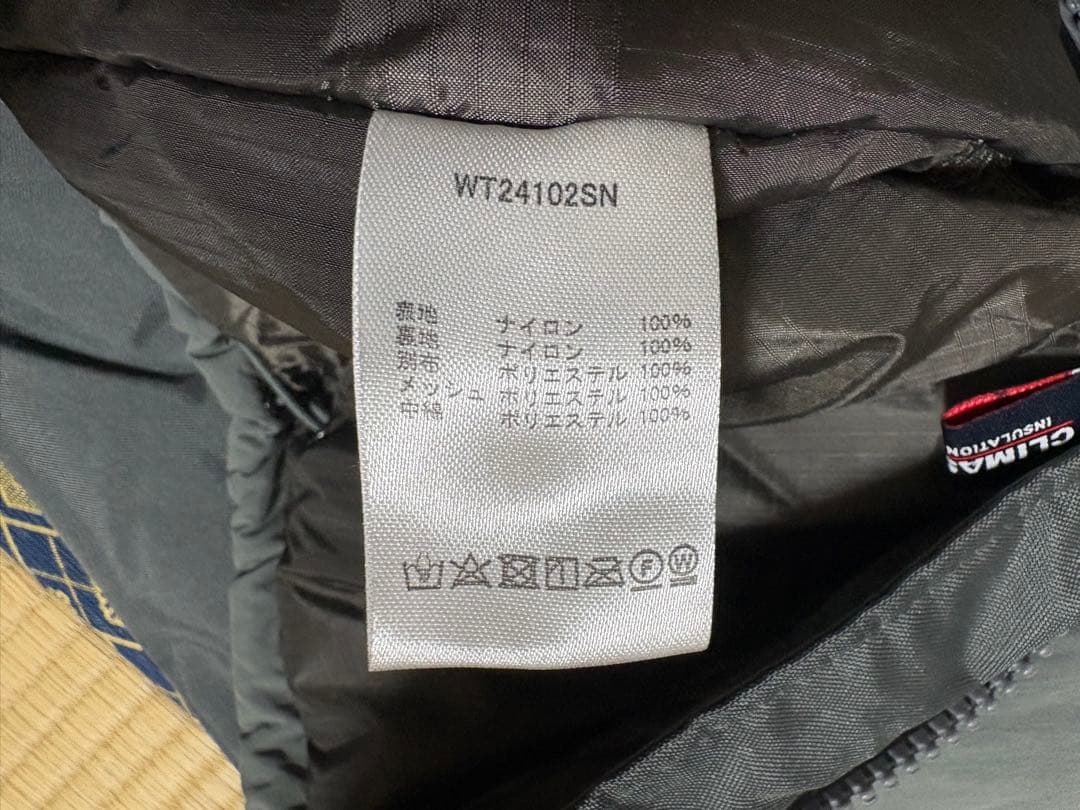 WT24102SN
表地 ナイロン 100%
裏地 ナイロン 100%
別布 ポリエステル 100%
メッシュ ポリエステル 100%
中綿 ポリエステル 100%
F W
INSULATION